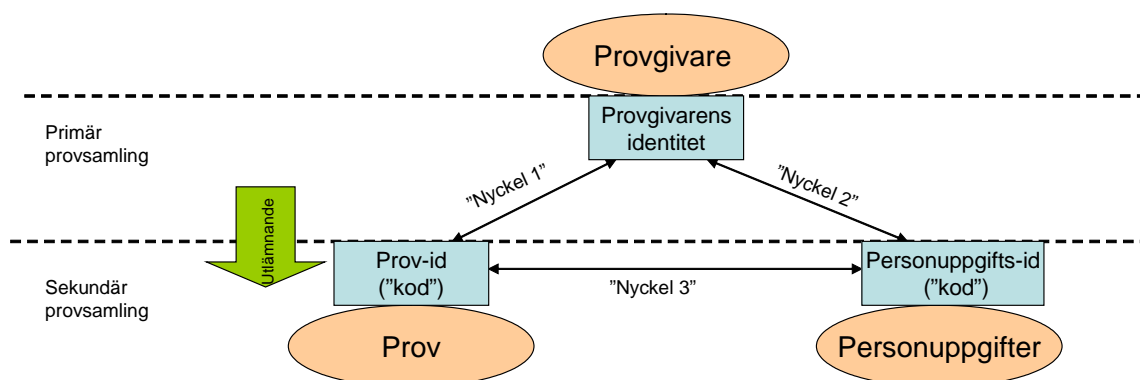 Provgivare
Provgivarens
identitet
Primär
provsamling
”Nyckel 1”
”Nyckel 2”
Utlämnande
Prov-id
(”kod”)
Personuppgifts-id
(”kod”)
”Nyckel 3”
Sekundär
provsamling
Prov
Personuppgifter